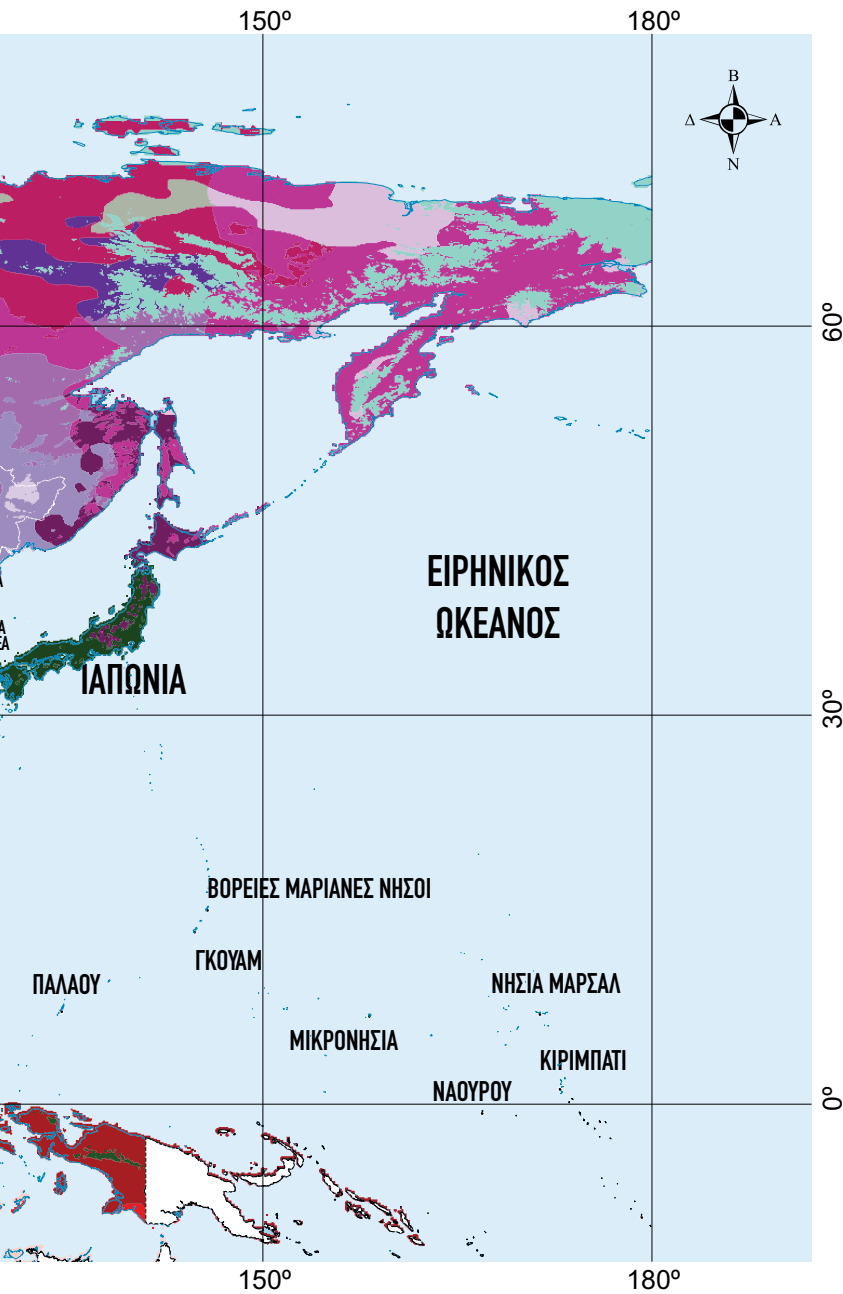 150º 180º
Β
Δ Α
Ν
60º
ΕΙΡΗΝΙΚΟΣ
ΩΚΕΑΝΟΣ
ΙΑΠΩΝΙΑ
30º
ΒΟΡΕΙΕΣ ΜΑΡΙΑΝΕΣ ΝΗΣΟΙ
ΓΚΟΥΑΜ
ΠΑΛΑΟΥ
ΝΗΣΙΑ ΜΑΡΣΑΛ
ΜΙΚΡΟΝΗΣΙΑ
ΚΙΡΙΜΠΑΤΙ
ΝΑΟΥΡΟΥ
0º
150º 180º